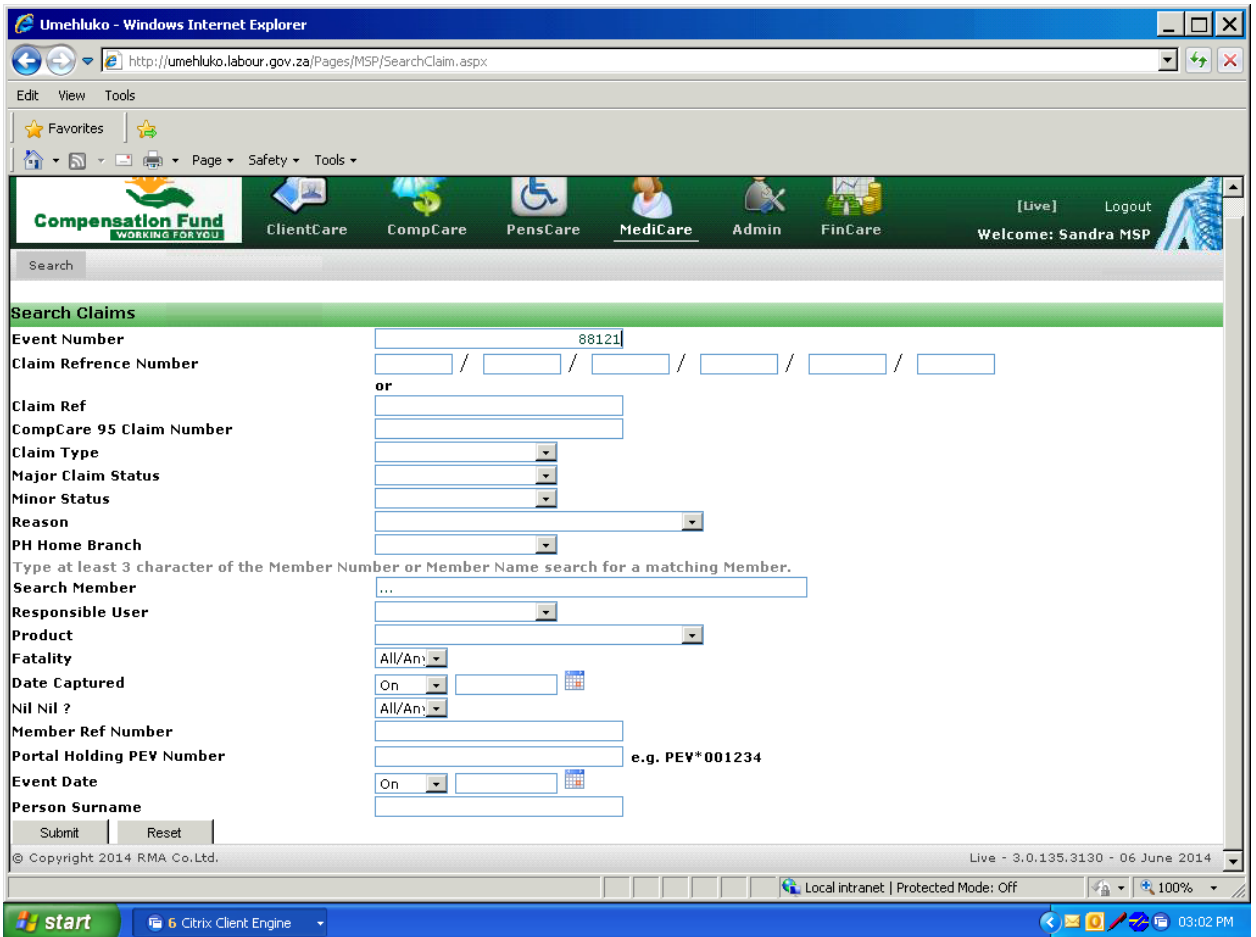 Umehluko - Windows Internet Explorer
http://umehluko.labour.gov.za/Pages/MSP/SearchClaim.aspx
Edit View Tools
Favorites
Page Safety Tools
Compensation Fund
WORKING FOR YOU
ClientCare CompCare PensCare MediCare Admin FinCare
[Live] Logout
Welcome: Sandra MSP
Search
Search Claims
Event Number 88121
Claim Refrence Number / / / / /
or
Claim Ref
CompCare 95 Claim Number
Claim Type
Major Claim Status
Minor Status
Reason
PH Home Branch
Type at least 3 character of the Member Number or Member Name search for a matching Member.
Search Member ...
Responsible User
Product
Fatality All/Any
Date Captured On
Nil Nil ? All/Any
Member Ref Number
Portal Holding PEV Number e.g. PEV*001234
Event Date On
Person Surname
Submit Reset
© Copyright 2014 RMA Co.Ltd. Live - 3.0.135.3130 - 06 June 2014
Local intranet | Protected Mode: Off 100%
start 6 Citrix Client Engine 03:02 PM